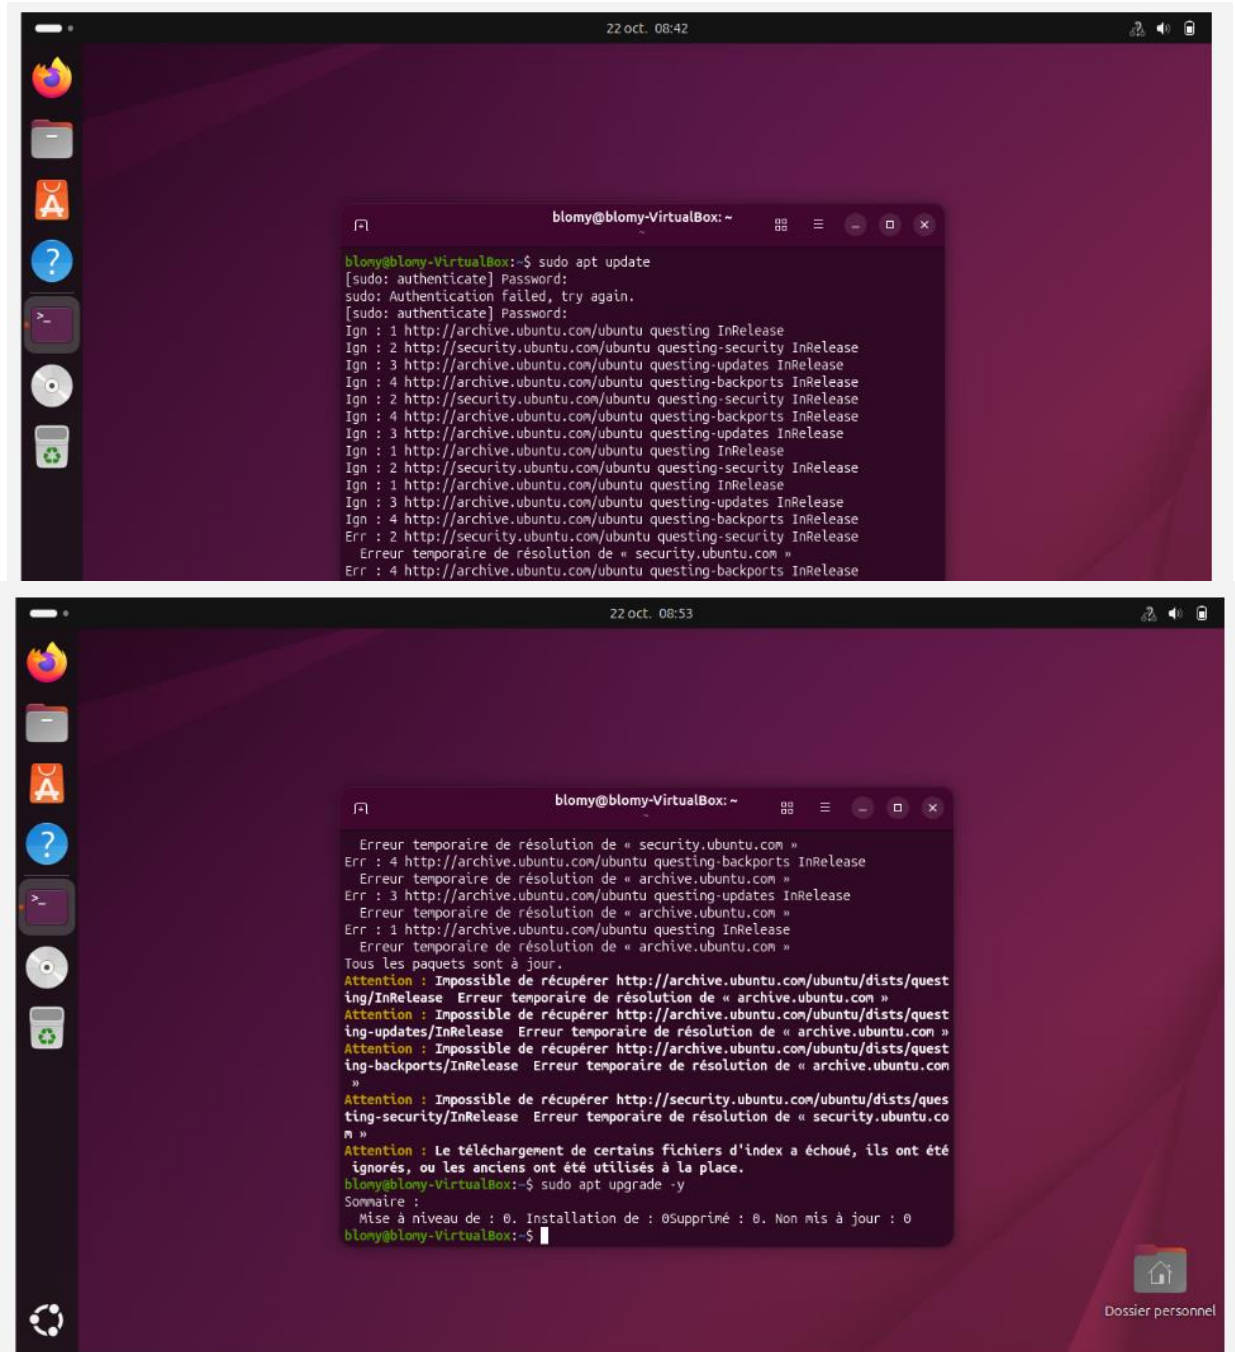 22 oct. 08:42
blomy@blomy-VirtualBox: ~
~
blomy@blomy-VirtualBox:~$ sudo apt update
[sudo: authenticate] Password:
sudo: Authentication failed, try again.
[sudo: authenticate] Password:
Ign : 1 http://archive.ubuntu.com/ubuntu questing InRelease
Ign : 2 http://security.ubuntu.com/ubuntu questing-security InRelease
Ign : 3 http://archive.ubuntu.com/ubuntu questing-updates InRelease
Ign : 4 http://archive.ubuntu.com/ubuntu questing-backports InRelease
Ign : 2 http://security.ubuntu.com/ubuntu questing-security InRelease
Ign : 4 http://archive.ubuntu.com/ubuntu questing-backports InRelease
Ign : 3 http://archive.ubuntu.com/ubuntu questing-updates InRelease
Ign : 1 http://archive.ubuntu.com/ubuntu questing InRelease
Ign : 2 http://security.ubuntu.com/ubuntu questing-security InRelease
Ign : 1 http://archive.ubuntu.com/ubuntu questing InRelease
Ign : 3 http://archive.ubuntu.com/ubuntu questing-updates InRelease
Ign : 4 http://archive.ubuntu.com/ubuntu questing-backports InRelease
Err : 2 http://security.ubuntu.com/ubuntu questing-security InRelease
Erreur temporaire de résolution de « security.ubuntu.com »
Err : 4 http://archive.ubuntu.com/ubuntu questing-backports InRelease
22 oct. 08:53
blomy@blomy-VirtualBox: ~
~
Erreur temporaire de résolution de « security.ubuntu.com »
Err : 4 http://archive.ubuntu.com/ubuntu questing-backports InRelease
Erreur temporaire de résolution de « archive.ubuntu.com »
Err : 3 http://archive.ubuntu.com/ubuntu questing-updates InRelease
Erreur temporaire de résolution de « archive.ubuntu.com »
Err : 1 http://archive.ubuntu.com/ubuntu questing InRelease
Erreur temporaire de résolution de « archive.ubuntu.com »
Tous les paquets sont à jour.
Attention : Impossible de récupérer http://archive.ubuntu.com/ubuntu/dists/quest
ing/InRelease  Erreur temporaire de résolution de « archive.ubuntu.com »
Attention : Impossible de récupérer http://archive.ubuntu.com/ubuntu/dists/quest
ing-updates/InRelease  Erreur temporaire de résolution de « archive.ubuntu.com »
Attention : Impossible de récupérer http://archive.ubuntu.com/ubuntu/dists/quest
ing-backports/InRelease  Erreur temporaire de résolution de « archive.ubuntu.com
»
Attention : Impossible de récupérer http://security.ubuntu.com/ubuntu/dists/ques
ting-security/InRelease  Erreur temporaire de résolution de « security.ubuntu.co
m »
Attention : Le téléchargement de certains fichiers d'index a échoué, ils ont été
ignorés, ou les anciens ont été utilisés à la place.
blomy@blomy-VirtualBox:~$ sudo apt upgrade -y
Sommaire :
Mise à niveau de : 0. Installation de : 0Supprimé : 0. Non mis à jour : 0
blomy@blomy-VirtualBox:~$
Dossier personnel